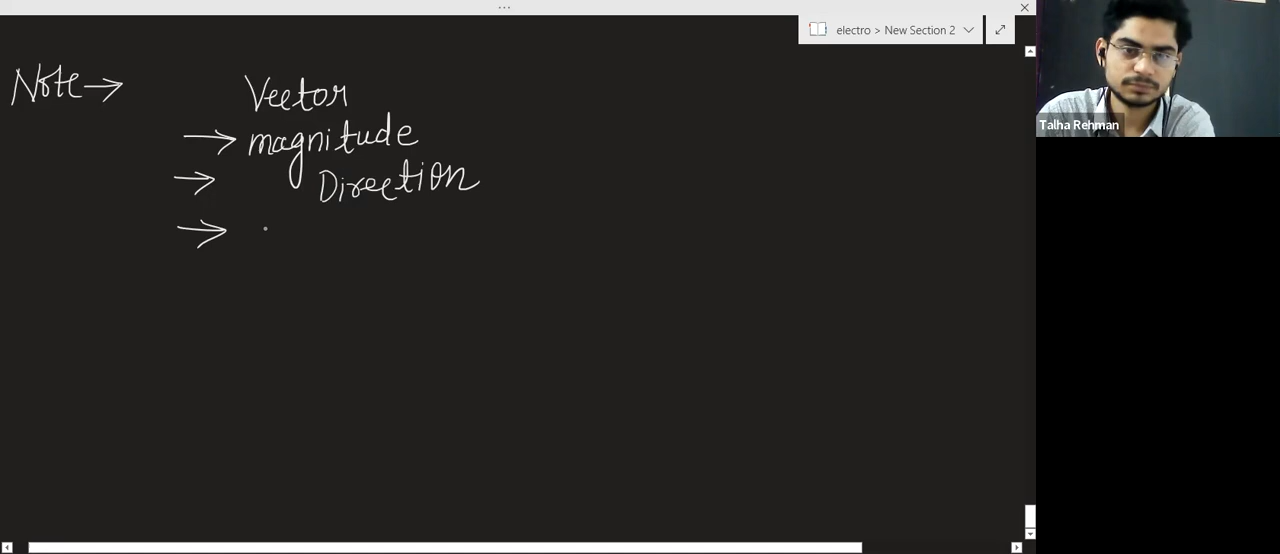 electro > New Section 2
Note →
Vector
→ magnitude
→ Direction
→
Talha Rehman